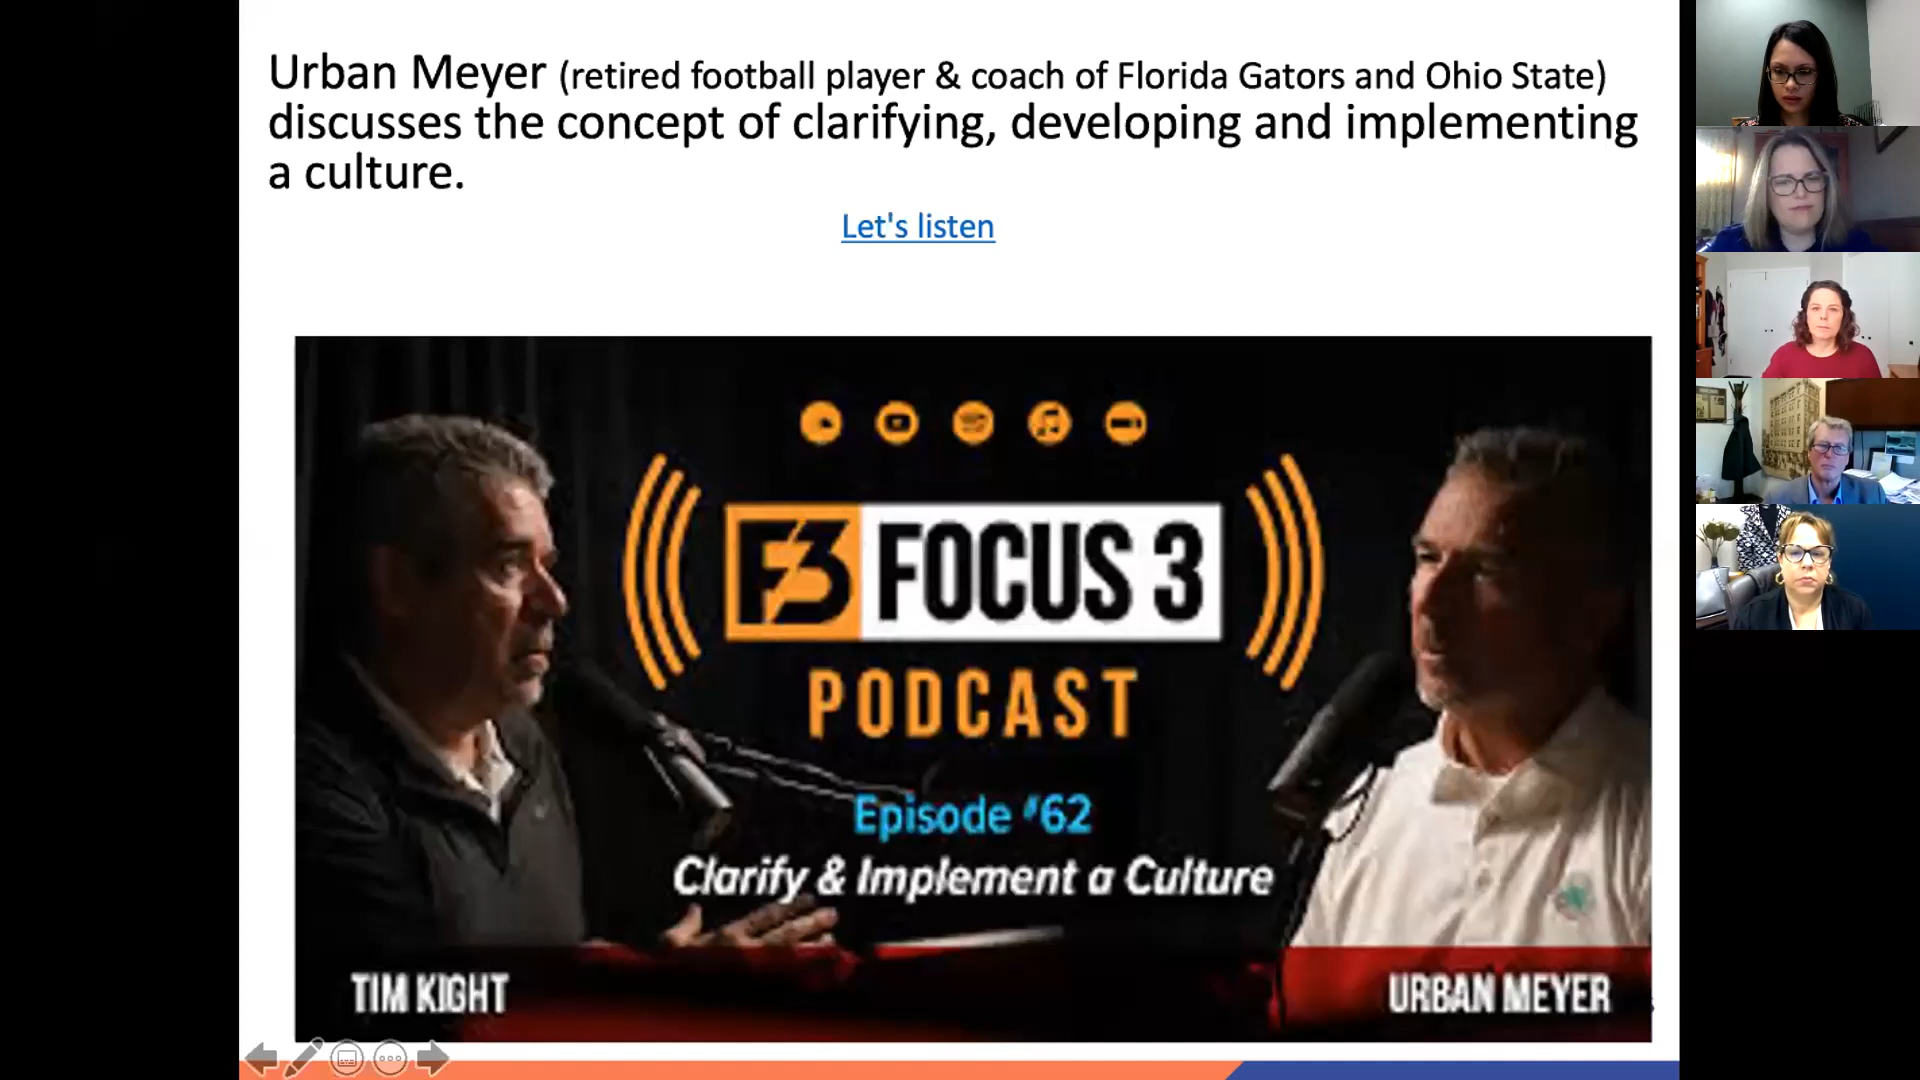 Urban Meyer (retired football player & coach of Florida Gators and Ohio State)
discusses the concept of clarifying, developing and implementing
a culture.
Let's listen
F3 FOCUS 3
PODCAST
Episode #62
Clarify & Implement a Culture
TIM KIGHT
URBAN MEYER